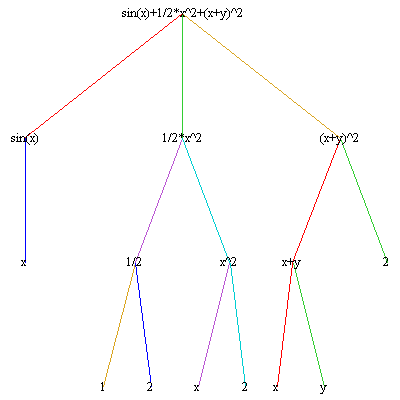 sin(x)+1/2*x^2+(x+y)^2
sin(x) 1/2*x^2 (x+y)^2
x 1/2 x^2 x+y 2
1 2 x 2 x y